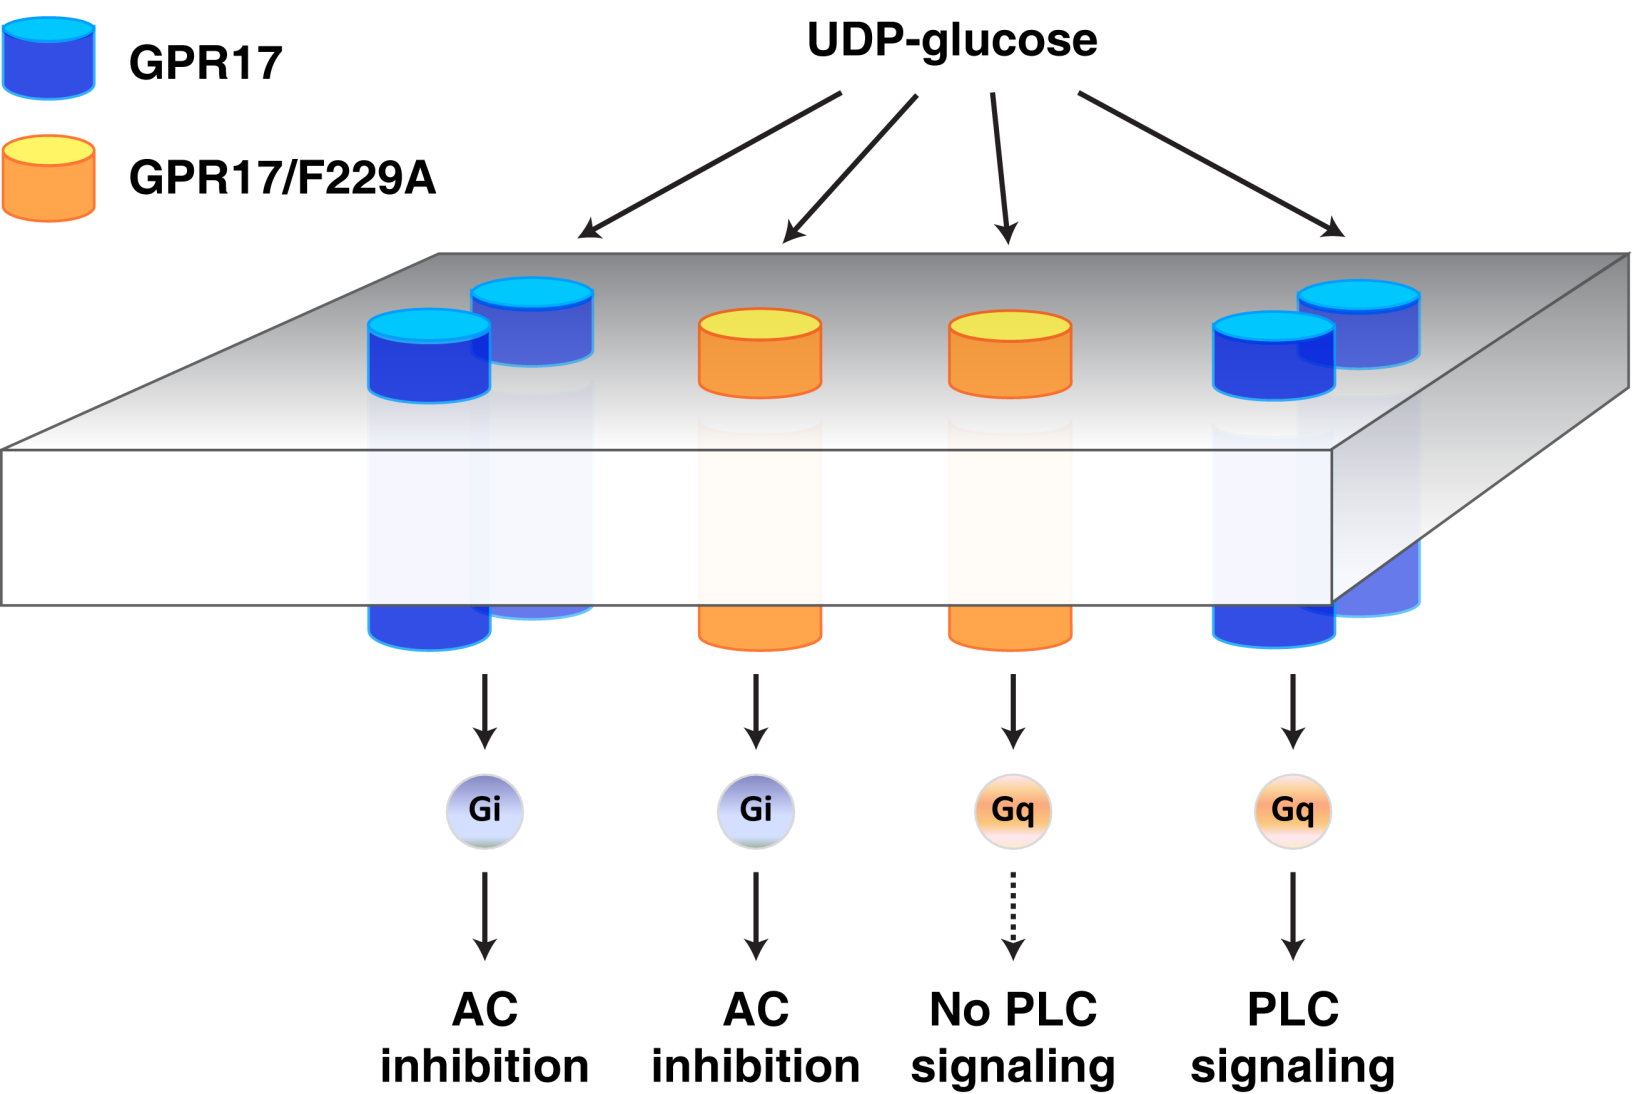 GPR17
GPR17/F229A
UDP-glucose
Gi
Gi
Gq
Gq
AC
inhibition
AC
inhibition
No PLC
signaling
PLC
signaling